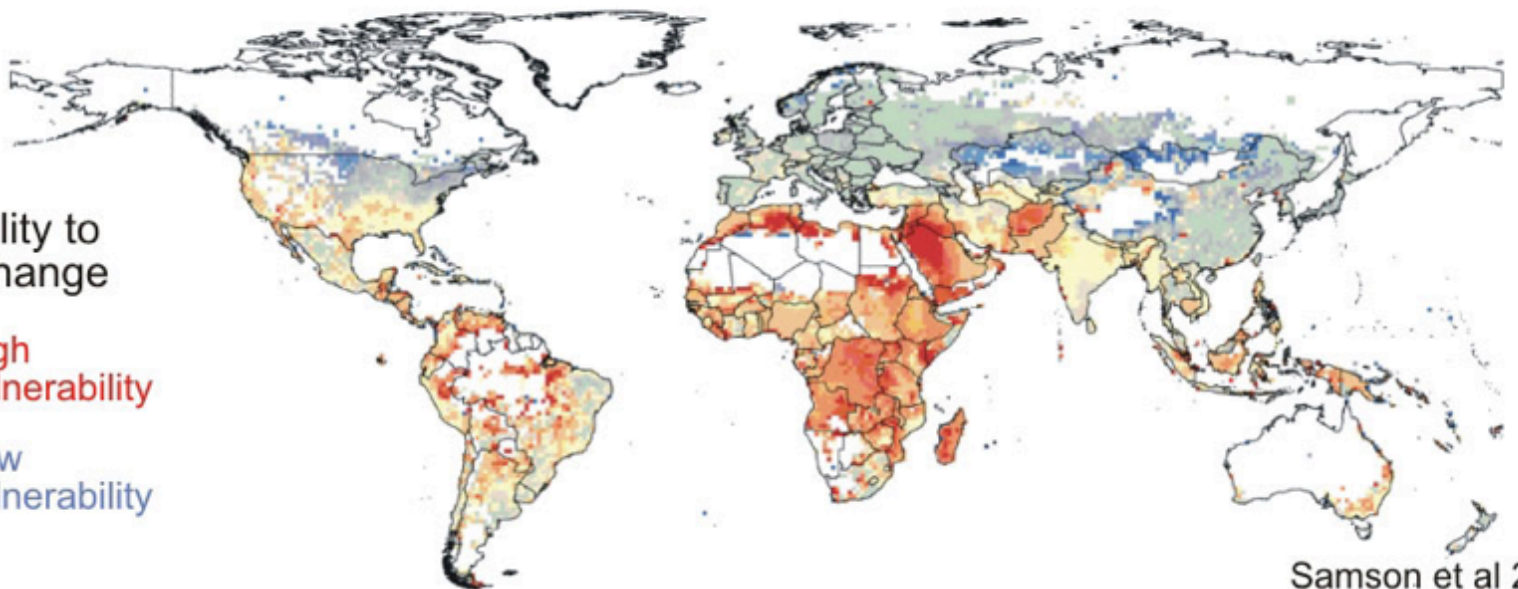 lity to
hange
gh
nerability
w
nerability
Samson et al 2